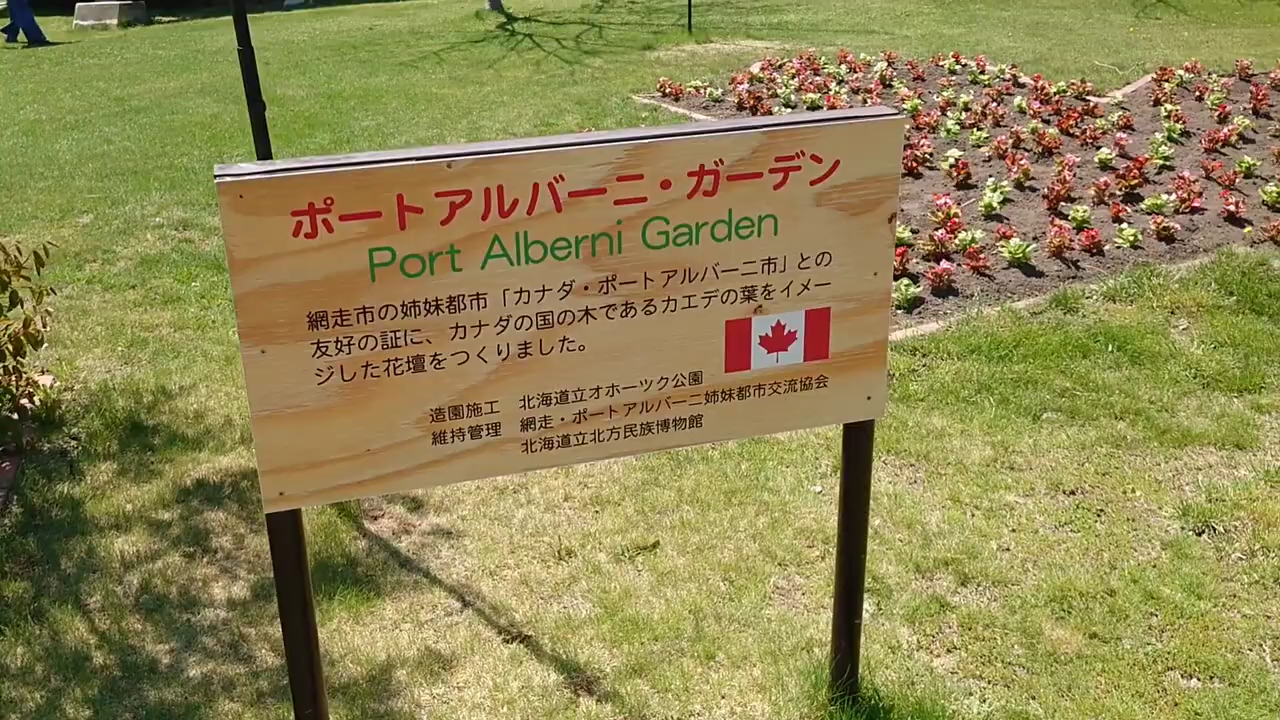 ポートアルバーニ・ガーデン
Port Alberni Garden
網走市の姉妹都市「カナダ・ポートアルバーニ市」との
友好の証に、カナダの国の木であるカエデの葉をイメー
ジした花壇をつくりました。
造園施工 北海道立オホーツク公園
維持管理 網走・ポートアルバーニ姉妹都市交流協会
北海道立北方民族博物館